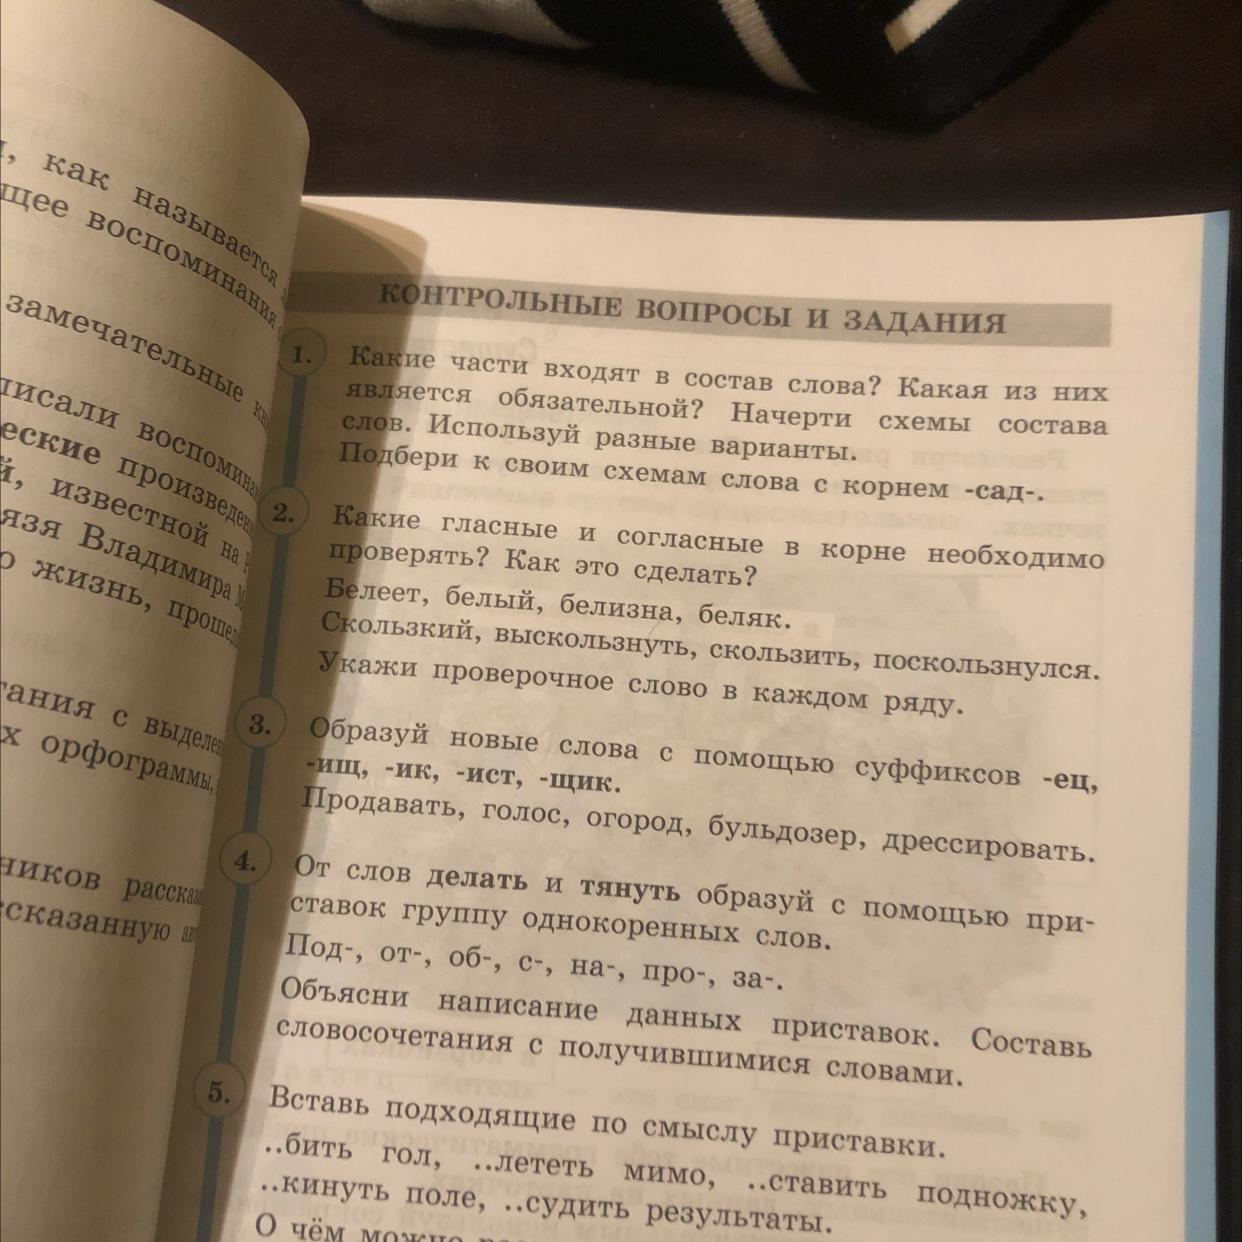 как называется
щее воспоминания
замечательные
писали
еские произведен
й, известной на
язя Владимира
о жизнь,
тания с выделе
х орфограммы,
ников расска
ссказанную ав
КОНТРОЛЬНЫЕ ВОПРОСЫ И ЗАДАНИЯ
1. Какие части входят в состав слова? Какая из них
является обязательной? Начерти схемы состава
слов. Используй разные варианты.
Подбери к своим схемам слова с корнем -сад-.
2. Какие гласные и согласные в корне необходимо
проверять? Как это сделать?
Белеет, белый, белизна, беляк.
Скользкий, выскользнуть, скользить, поскользнулся.
Укажи проверочное слово в каждом ряду.
3. Образуй новые слова с помощью суффиксов -ец,
-ищ, -ик, -ист, -щик.
Продавать, голос, огород, бульдозер, дрессировать.
4. От слов делать и тянуть образуй с помощью при-
ставок группу однокоренных слов.
Под-, от-, об-, с-, на-, про-, за-.
Объясни написание данных приставок. Составь
словосочетания с получившимися словами.
5. Вставь подходящие по смыслу приставки.
..бить гол, ..лететь мимо, ..ставить подножку,
..кинуть поле, ..судить результаты.
О чём можно